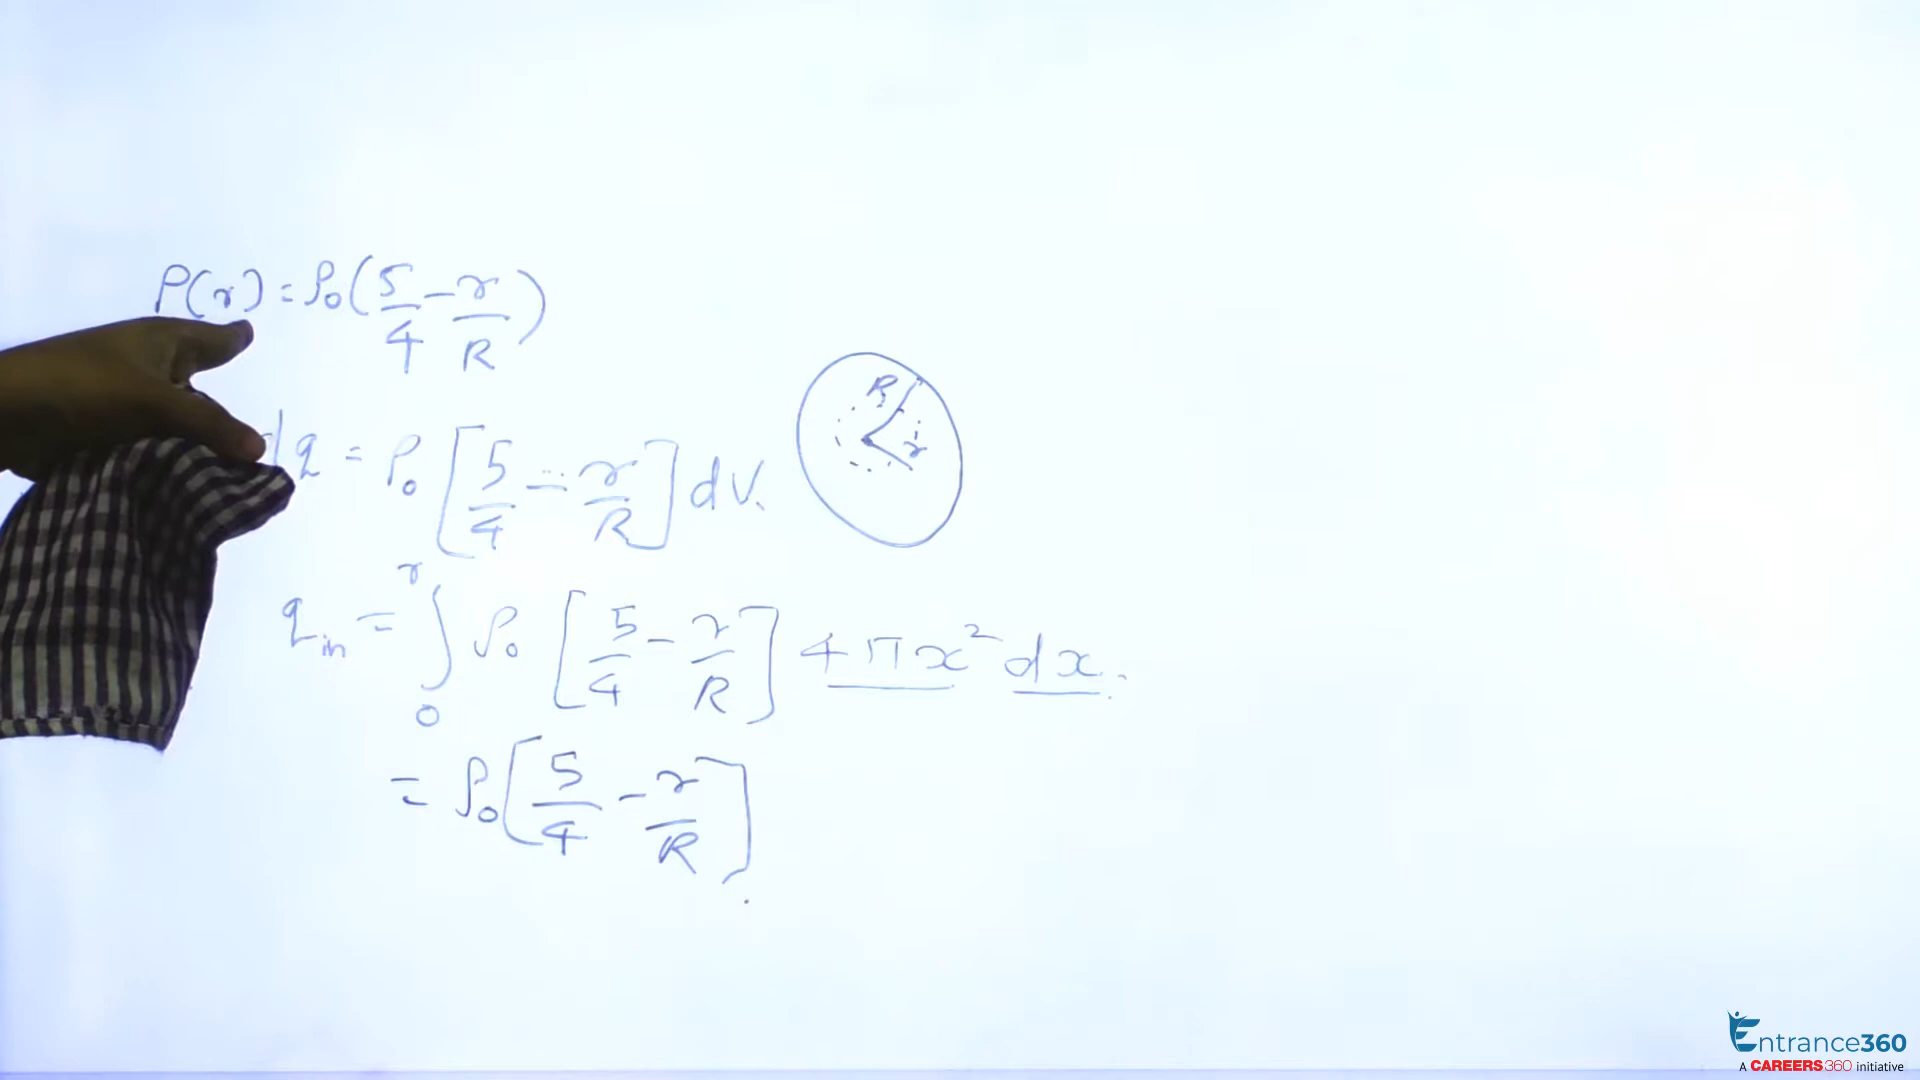 ρ(r) = ρ₀(5/4 - r/R)
dq = ρ₀[5/4 - r/R] dV.
R
r
q_in = ∫₀^r ρ₀ [5/4 - r/R] 4πx² dx.
= ρ₀[5/4 - r/R]
Entrance360
A CAREERS360 initiative